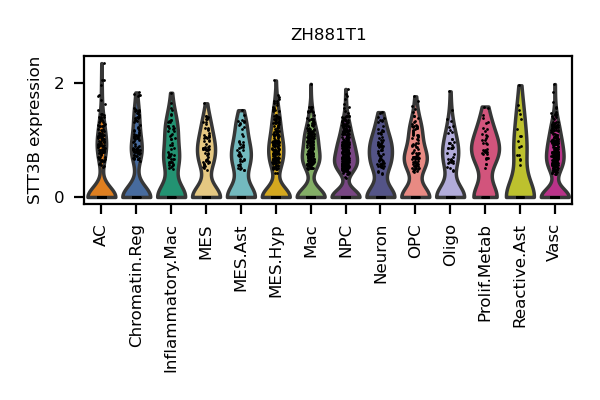 ZH881T1
STT3B expression
2
0
AC
Chromatin.Reg
Inflammatory.Mac
MES
MES.Ast
MES.Hyp
Mac
NPC
Neuron
OPC
Oligo
Prolif.Metab
Reactive.Ast
Vasc